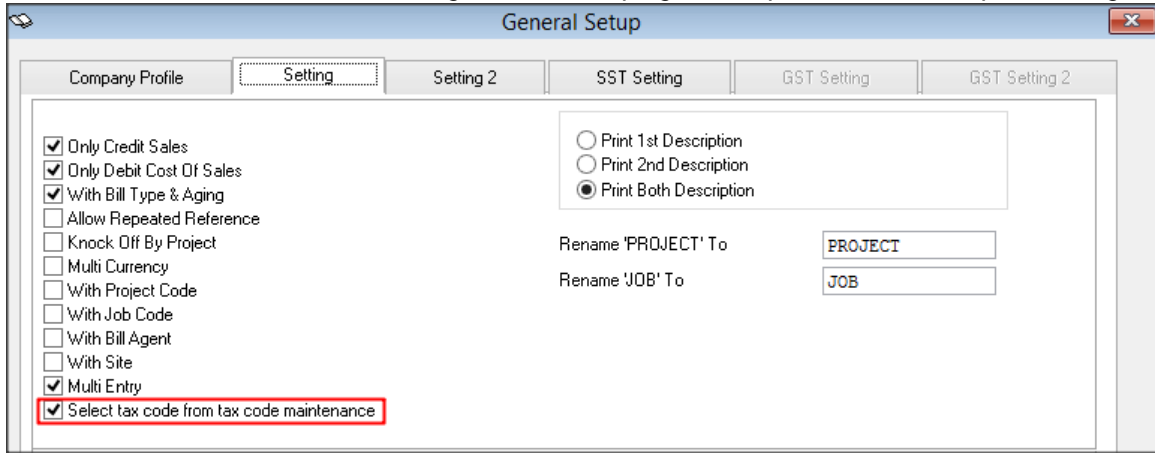 General Setup
Company Profile
Setting
Setting 2
SST Setting
GST Setting
GST Setting 2
Only Credit Sales
Only Debit Cost Of Sales
With Bill Type & Aging
Allow Repeated Reference
Knock Off By Project
Multi Currency
With Project Code
With Job Code
With Bill Agent
With Site
Multi Entry
Select tax code from tax code maintenance
Print 1st Description
Print 2nd Description
Print Both Description
Rename 'PROJECT' To PROJECT
Rename 'JOB' To JOB